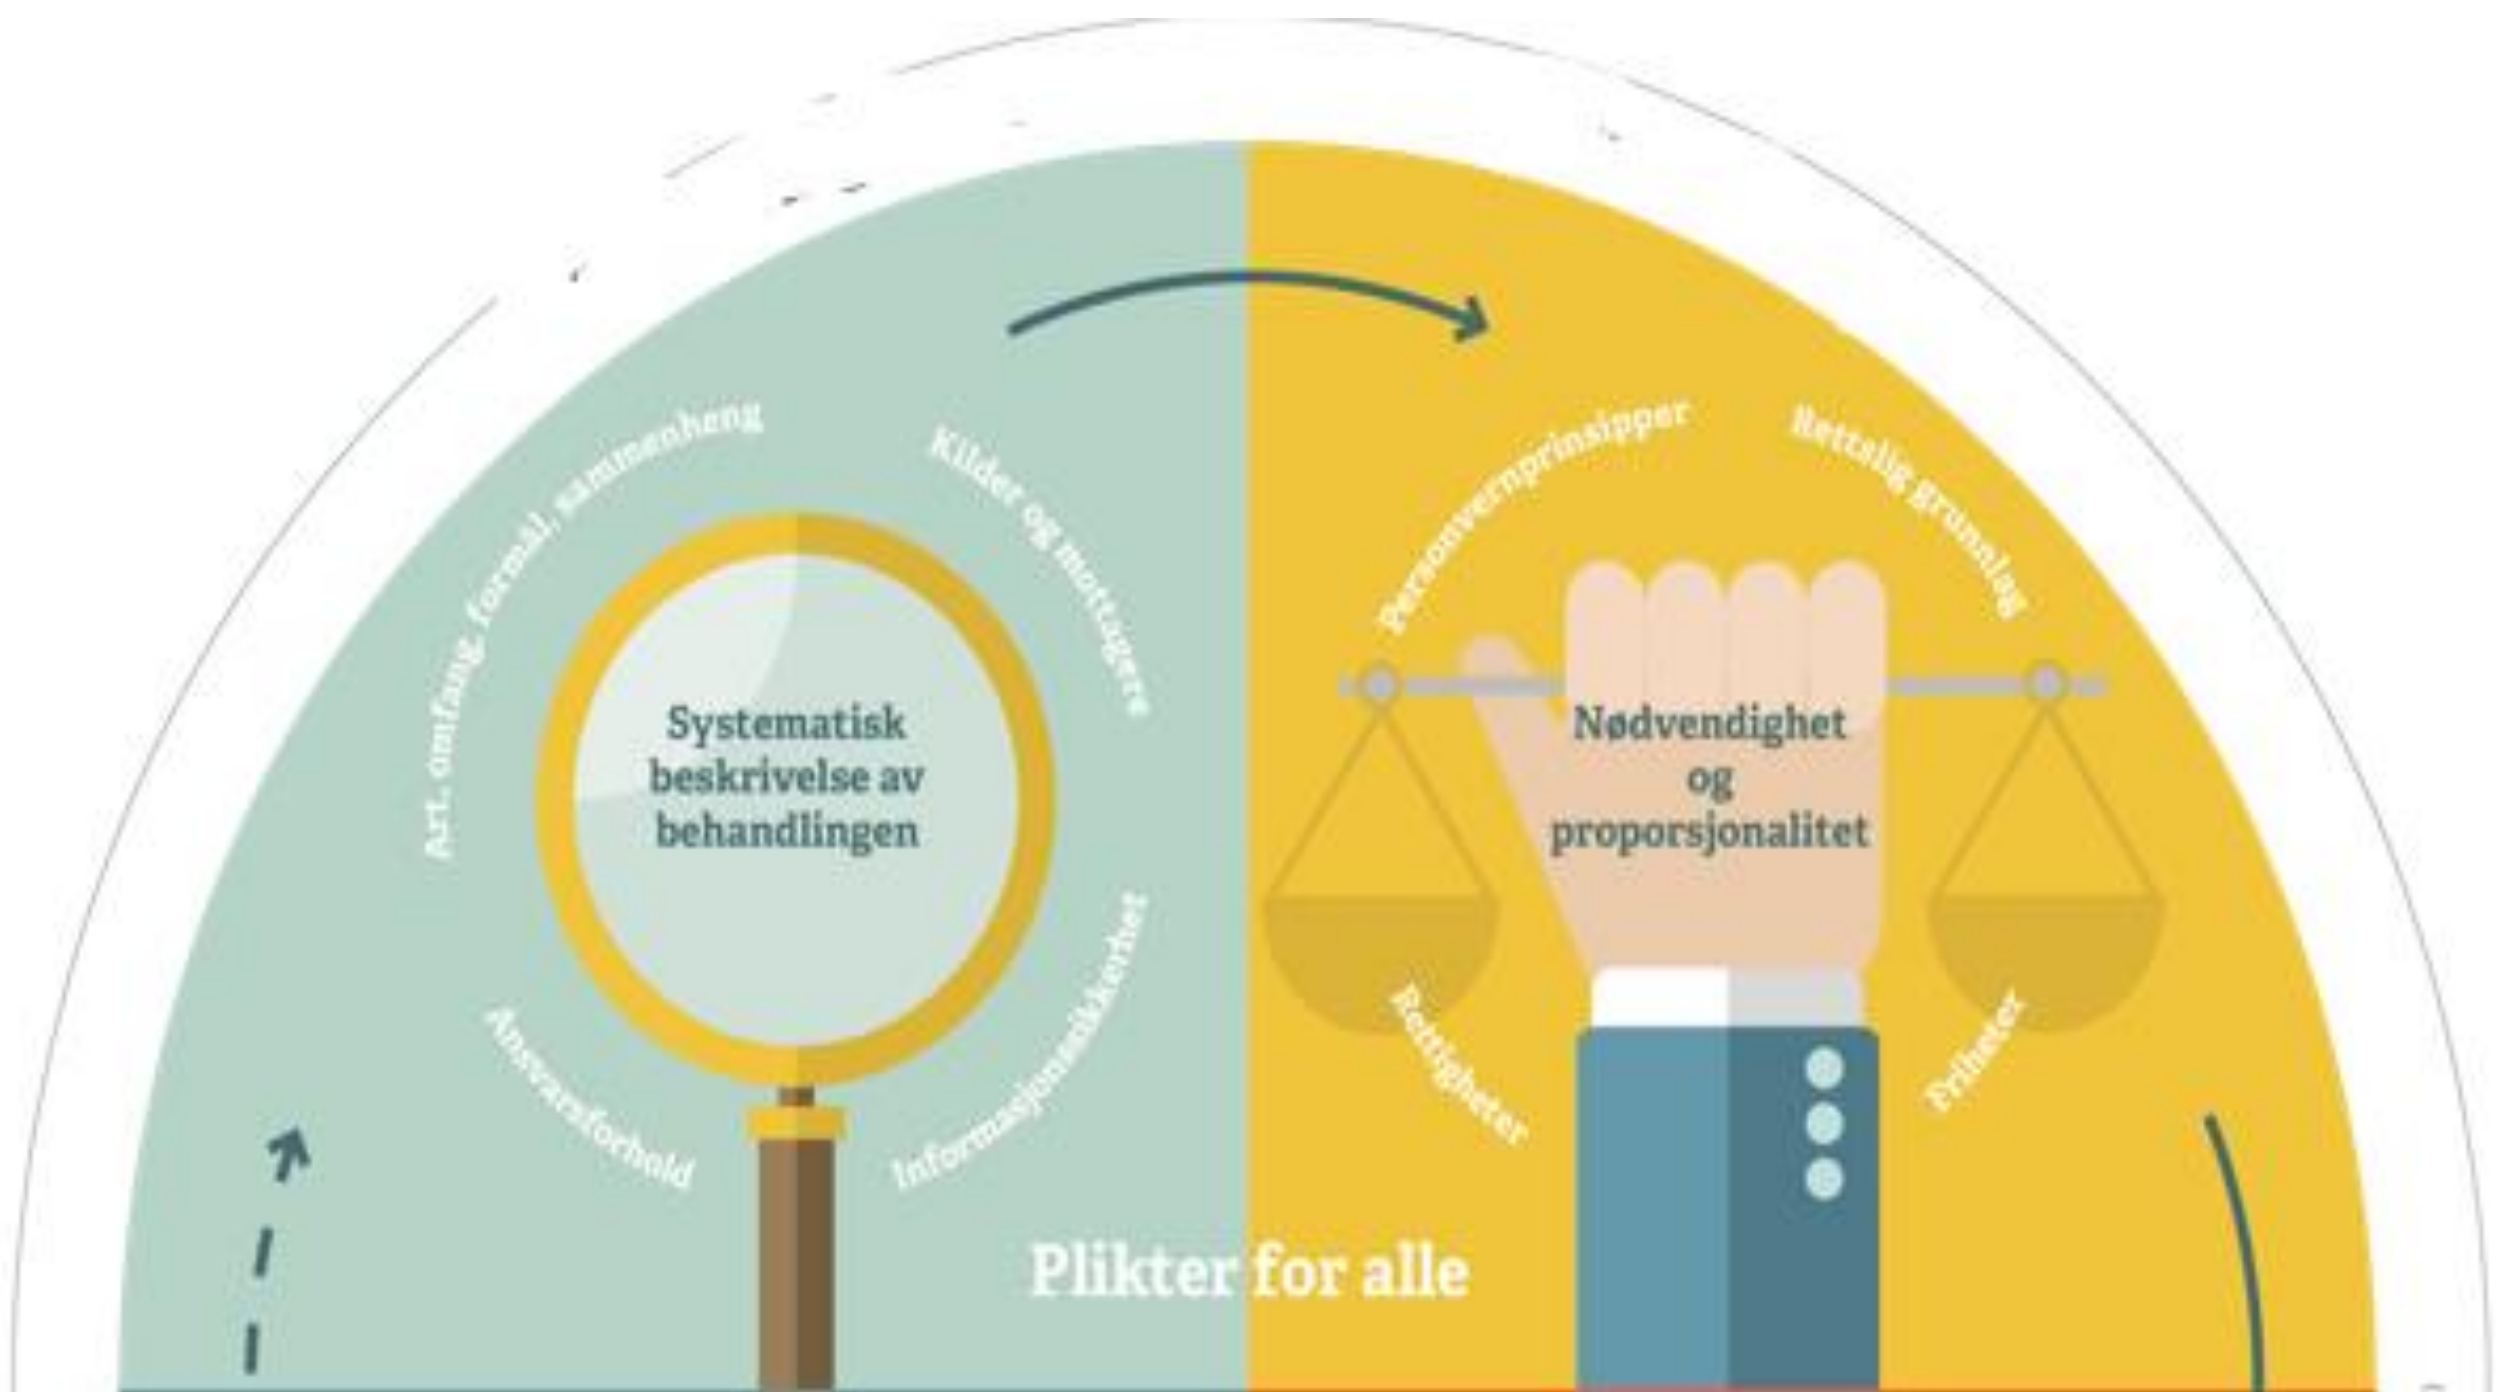 Art. omfang, formål, sammenheng
Kilder og mottagere
Systematisk
beskrivelse av
behandlingen
Ansvarsforhold
Informasjonssikkerhet
Personvernprinsipper
Rettslig grunnlag
Nødvendighet
og
proporsjonalitet
Rettigheter
Friheter
Plikter for alle